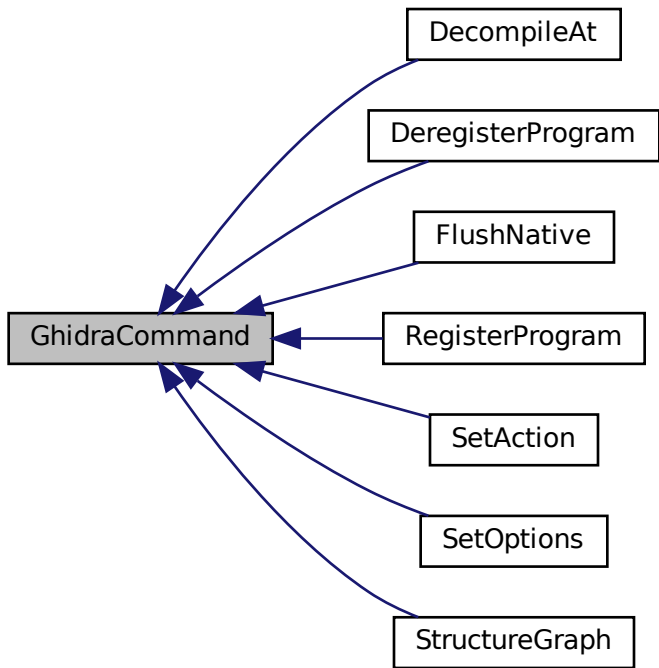 DecompileAt
DeregisterProgram
FlushNative
GhidraCommand
RegisterProgram
SetAction
SetOptions
StructureGraph